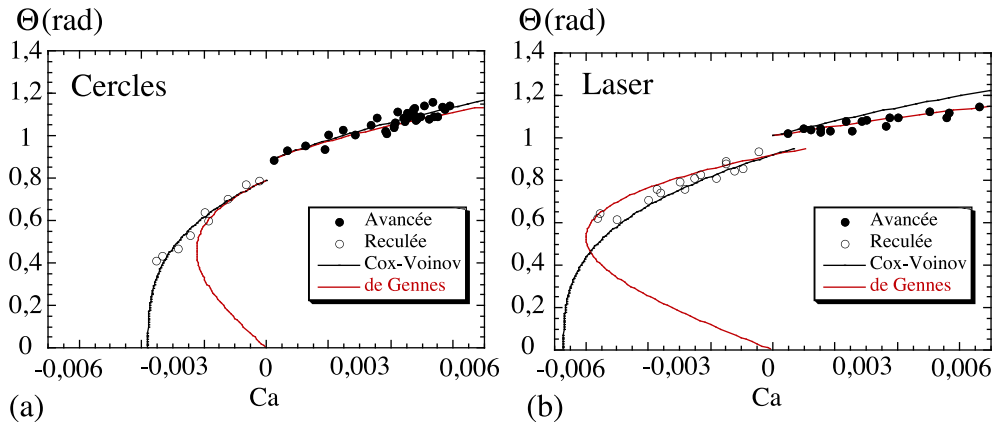 Θ(rad)
1,4
Cercles
1,2
1
0,8
0,6
0,4
0,2
0
Avancée
Reculée
Cox-Voinov
de Gennes
-0,006 -0,003 0 0,003 0,006
Ca
(a)
Θ(rad)
1,4
Laser
1,2
1
0,8
0,6
0,4
0,2
0
Avancée
Reculée
Cox-Voinov
de Gennes
-0,006 -0,003 0 0,003 0,006
Ca
(b)